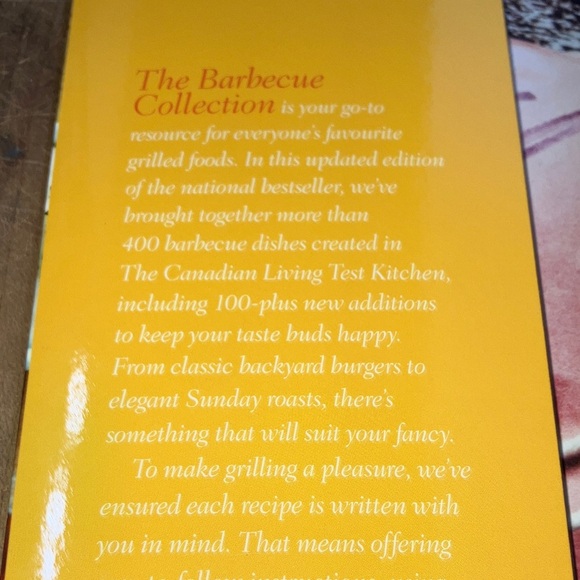 The Barbecue
Collection is your go-to
resource for everyone's favourite
grilled foods. In this updated edition
of the national bestseller, we've
brought together more than
400 barbecue dishes created in
The Canadian Living Test Kitchen,
including 100-plus new additions
to keep your taste buds happy.
From classic backyard burgers to
elegant Sunday roasts, there's
something that will suit your fancy.
To make grilling a pleasure, we've
ensured each recipe is written with
you in mind. That means offering
to follow